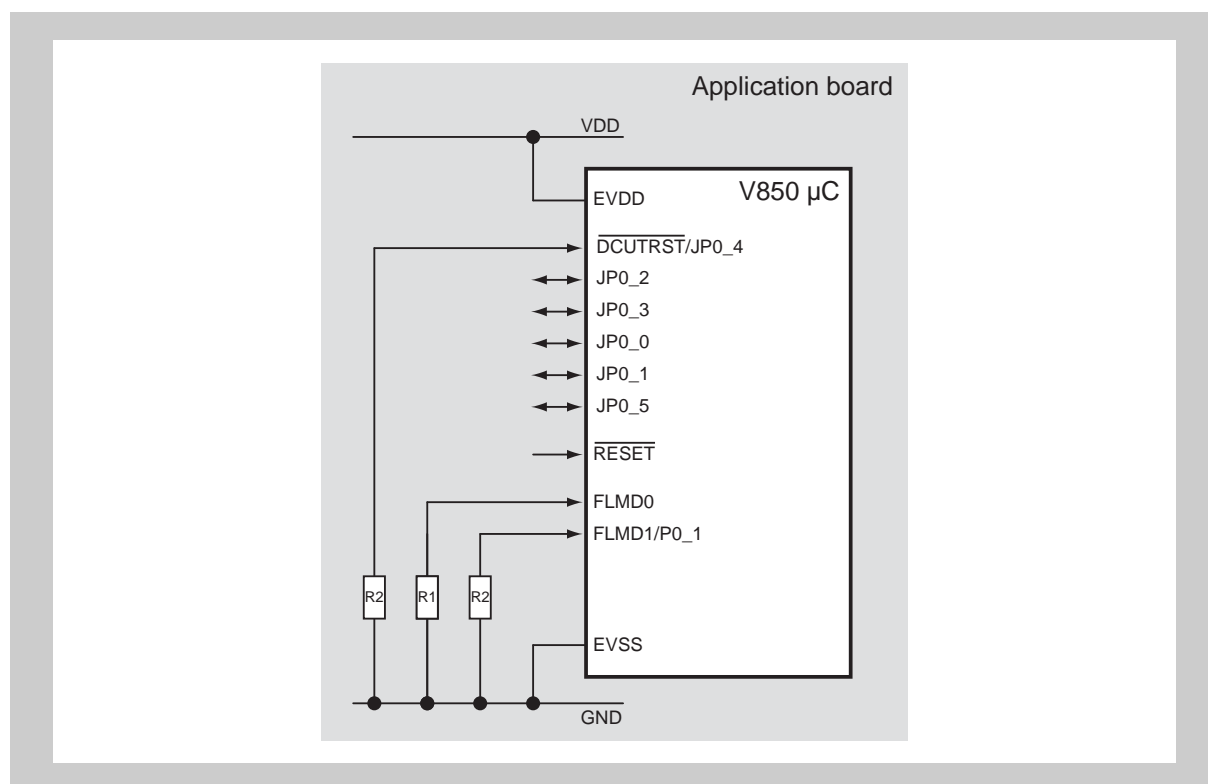 Application board
VDD
V850 µC
EVDD
DCUTRST/JP0_4
JP0_2
JP0_3
JP0_0
JP0_1
JP0_5
RESET
FLMD0
FLMD1/P0_1
R2
R1
R2
EVSS
GND